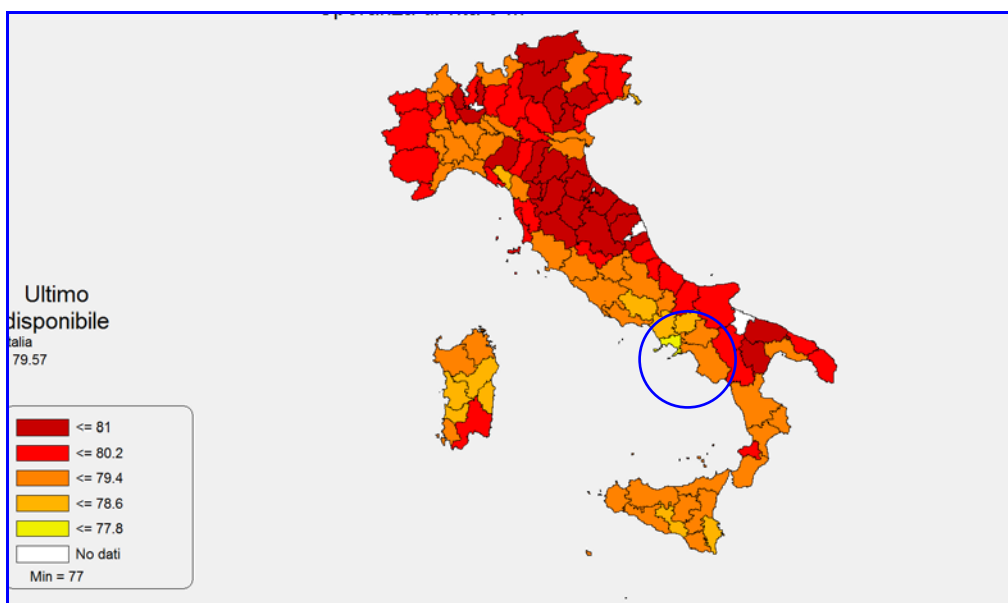 Ultimo
disponibile
talia
79.57
<= 81
<= 80.2
<= 79.4
<= 78.6
<= 77.8
No dati
Min = 77